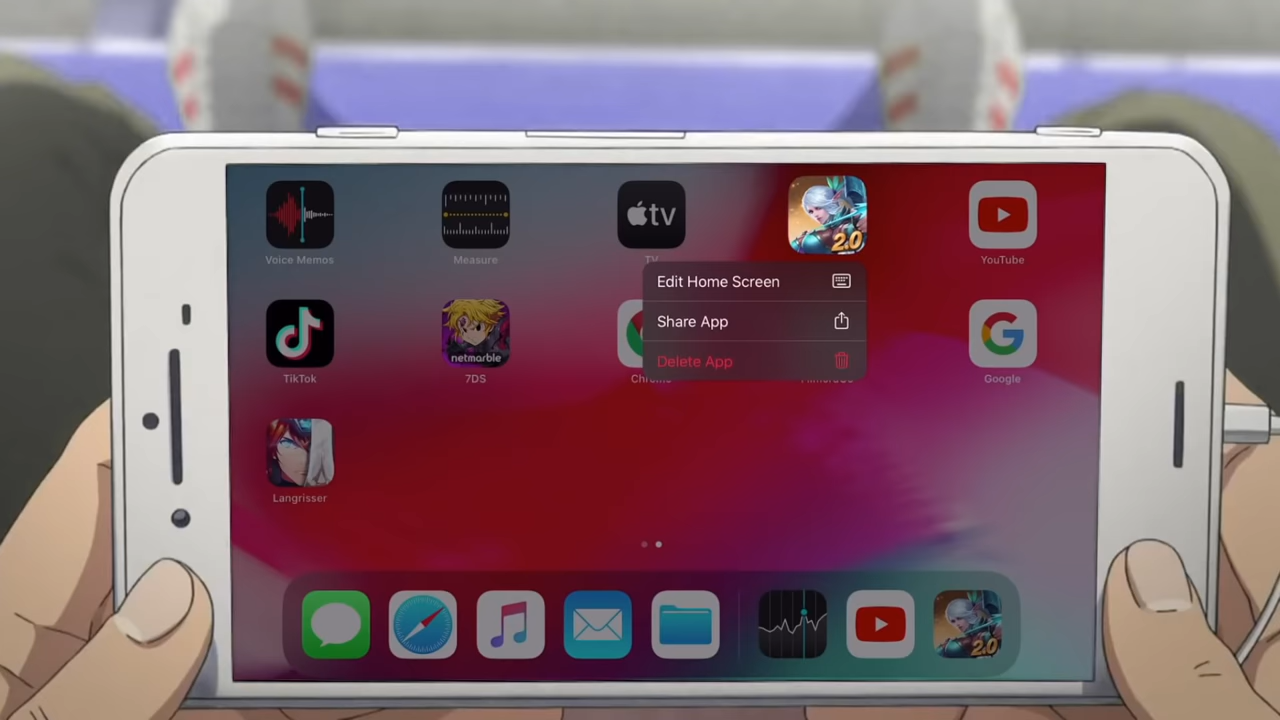 tv
2.0
Voice Memos
Measure
TV
YouTube
Edit Home Screen
Share App
Delete App
netmarble
TikTok
7DS
Google
Langrisser
2.0